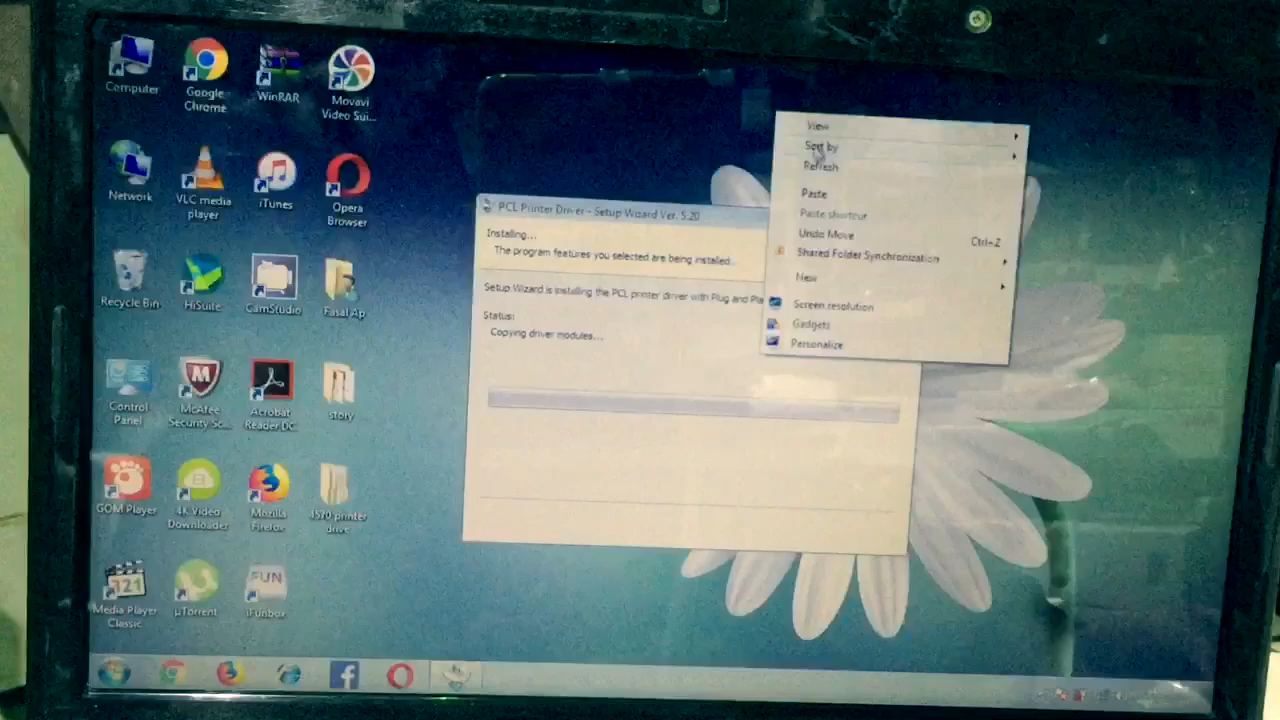 Computer
Google
Chrome
WinRAR
Movavi
Video Sui...
Network
VLC media
player
iTunes
Opera
Browser
Recycle Bin
HiSuite
CamStudio
Fasal Ap
Control
Panel
McAfee
Security Sc...
Acrobat
Reader DC
story
GOM Player
4K Video
Downloader
Mozilla
Firefox
4520 printer
drive
321
Media Player
Classic
µTorrent
FUN
iFunbox
PCL Printer Driver - Setup Wizard Ver. 5.20
Installing...
The program features you selected are being installed.
Setup Wizard is installing the PCL printer driver with Plug and Pla
Status:
Copying driver modules...
View
Sort by
Refresh
Paste
Paste shortcut
Undo Move Ctrl+Z
Shared Folder Synchronization
New
Screen resolution
Gadgets
Personalize